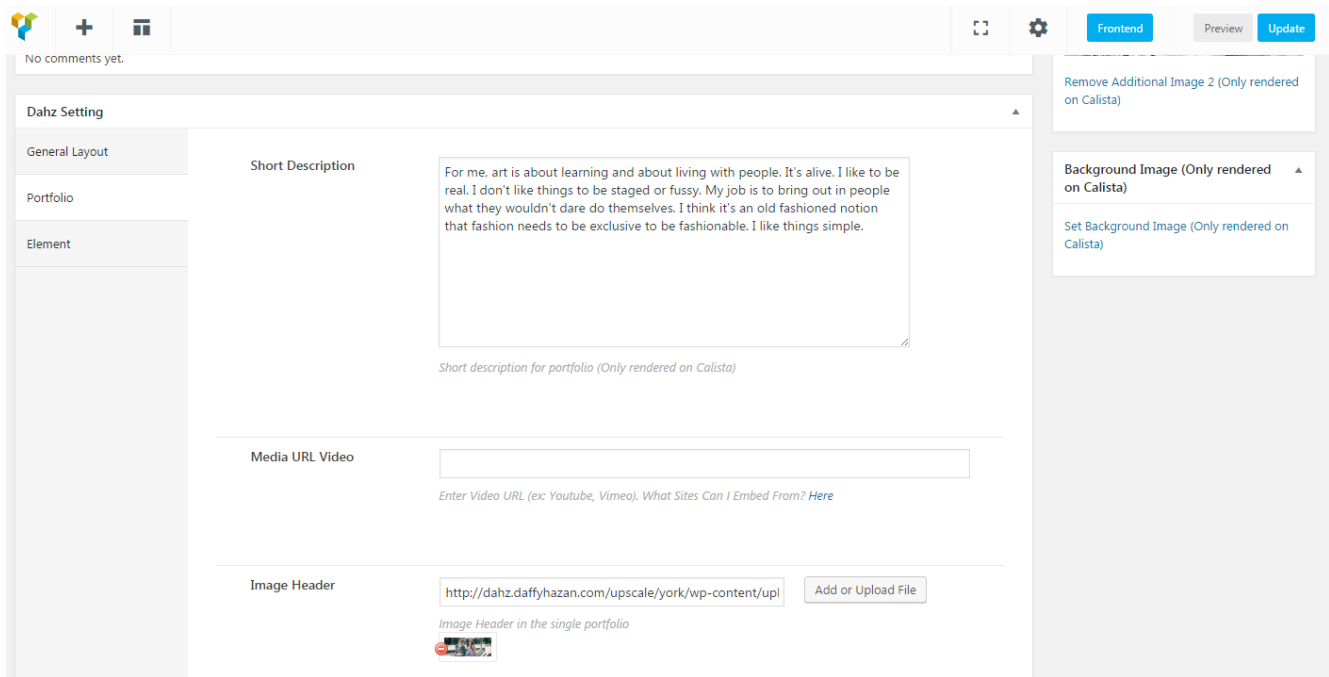 Frontend
Preview
Update
No comments yet.
Dahz Setting
General Layout
Portfolio
Element
Short Description
For me, art is about learning and about living with people. It's alive. I like to be
real. I don't like things to be staged or fussy. My job is to bring out in people
what they wouldn't dare do themselves. I think it's an old fashioned notion
that fashion needs to be exclusive to be fashionable. I like things simple.
Short description for portfolio (Only rendered on Calista)
Media URL Video
Enter Video URL (ex: Youtube, Vimeo). What Sites Can I Embed From? Here
Image Header
http://dahz.daffyhazan.com/upscale/york/wp-content/upl
Add or Upload File
Image Header in the single portfolio
Remove Additional Image 2 (Only rendered
on Calista)
Background Image (Only rendered
on Calista)
Set Background Image (Only rendered on
Calista)